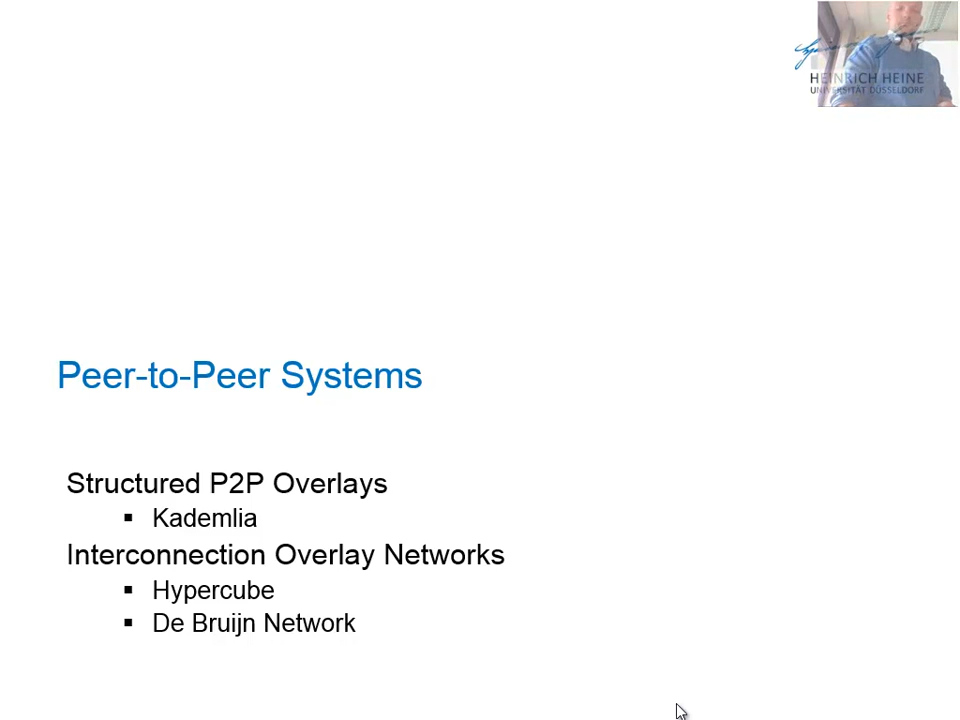 HEINRICH HEINE
UNIVERSITÄT DÜSSELDORF
Peer-to-Peer Systems
Structured P2P Overlays
▪ Kademlia
Interconnection Overlay Networks
▪ Hypercube
▪ De Bruijn Network